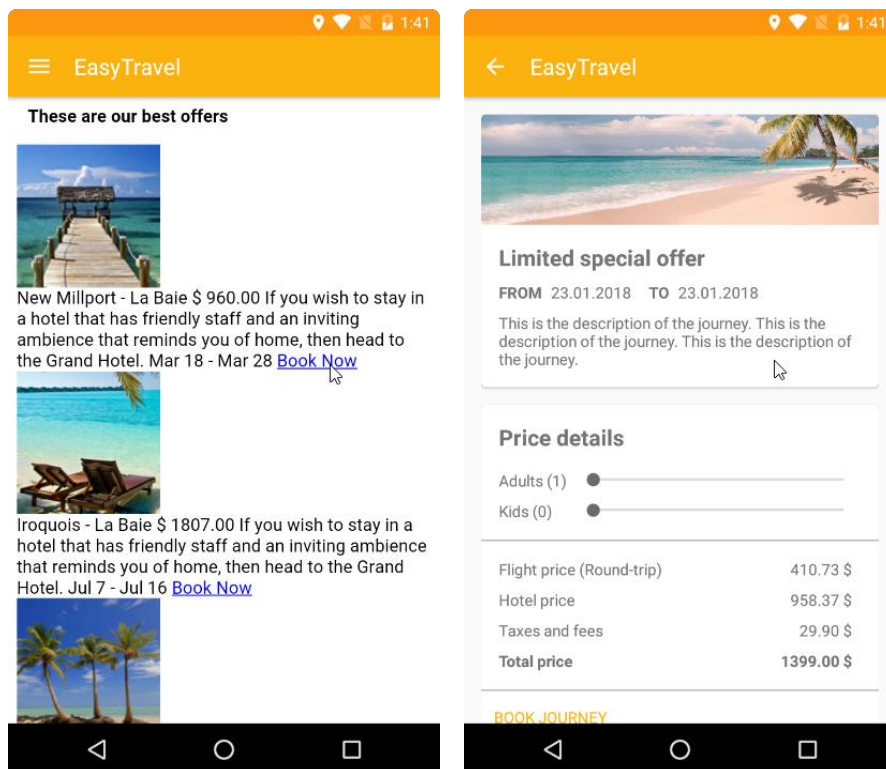 1:41
EasyTravel
These are our best offers
New Millport - La Baie $ 960.00 If you wish to stay in
a hotel that has friendly staff and an inviting
ambience that reminds you of home, then head to
the Grand Hotel. Mar 18 - Mar 28 Book Now
Iroquois - La Baie $ 1807.00 If you wish to stay in a
hotel that has friendly staff and an inviting ambience
that reminds you of home, then head to the Grand
Hotel. Jul 7 - Jul 16 Book Now
1:41
EasyTravel
Limited special offer
FROM 23.01.2018 TO 23.01.2018
This is the description of the journey. This is the
description of the journey. This is the description of
the journey.
Price details
Adults (1)
Kids (0)
Flight price (Round-trip) 410.73 $
Hotel price 958.37 $
Taxes and fees 29.90 $
Total price 1399.00 $
BOOK JOURNEY